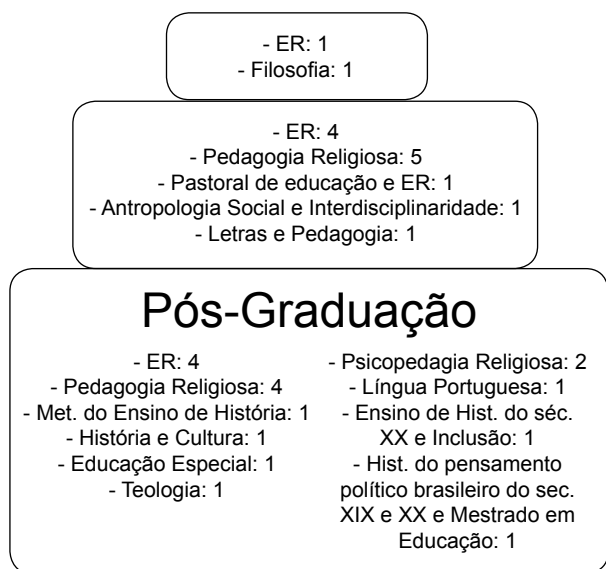 - ER: 1
- Filosofia: 1
- ER: 4
- Pedagogia Religiosa: 5
- Pastoral de educação e ER: 1
- Antropologia Social e Interdisciplinaridade: 1
- Letras e Pedagogia: 1
Pós-Graduação
- ER: 4
- Pedagogia Religiosa: 4
- Met. do Ensino de História: 1
- História e Cultura: 1
- Educação Especial: 1
- Teologia: 1
- Psicopedagia Religiosa: 2
- Língua Portuguesa: 1
- Ensino de Hist. do séc.
XX e Inclusão: 1
- Hist. do pensamento
político brasileiro do sec.
XIX e XX e Mestrado em
Educação: 1